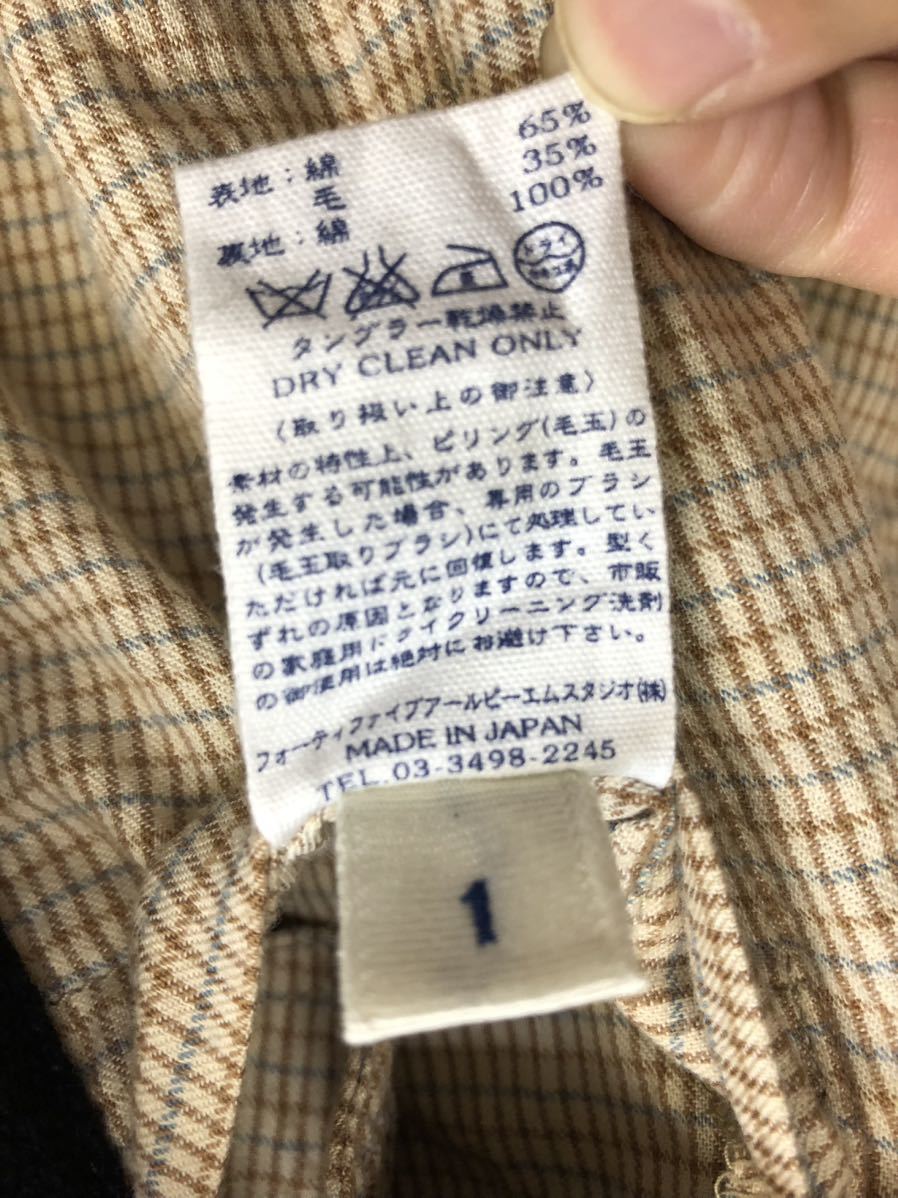 表地：綿 65%
毛 35%
裏地：綿 100%
ドライ
タングラー乾燥禁止
DRY CLEAN ONLY
〈取り扱い上の御注意〉
素材の特性上、ピリング(毛玉)の
発生する可能性があります。毛玉
が発生した場合、専用のブラシ
(毛玉取りブラシ)にて処理してい
ただければ元に回復します。型く
ずれの原因となりますので、市販
の家庭用ドライクリーニング洗剤
の御使用は絶対にお避け下さい。
フォーティファイブアールピーエムスタジオ(株)
MADE IN JAPAN
TEL.03-3498-2245
1